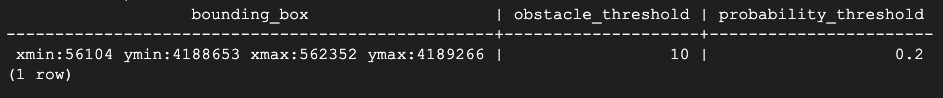 bounding_box | obstacle_threshold | probability_threshold
--------------------------------------------------+--------------------+-----------------------
xmin:56104 ymin:4188653 xmax:562352 ymax:4189266 | 10 | 0.2
(1 row)